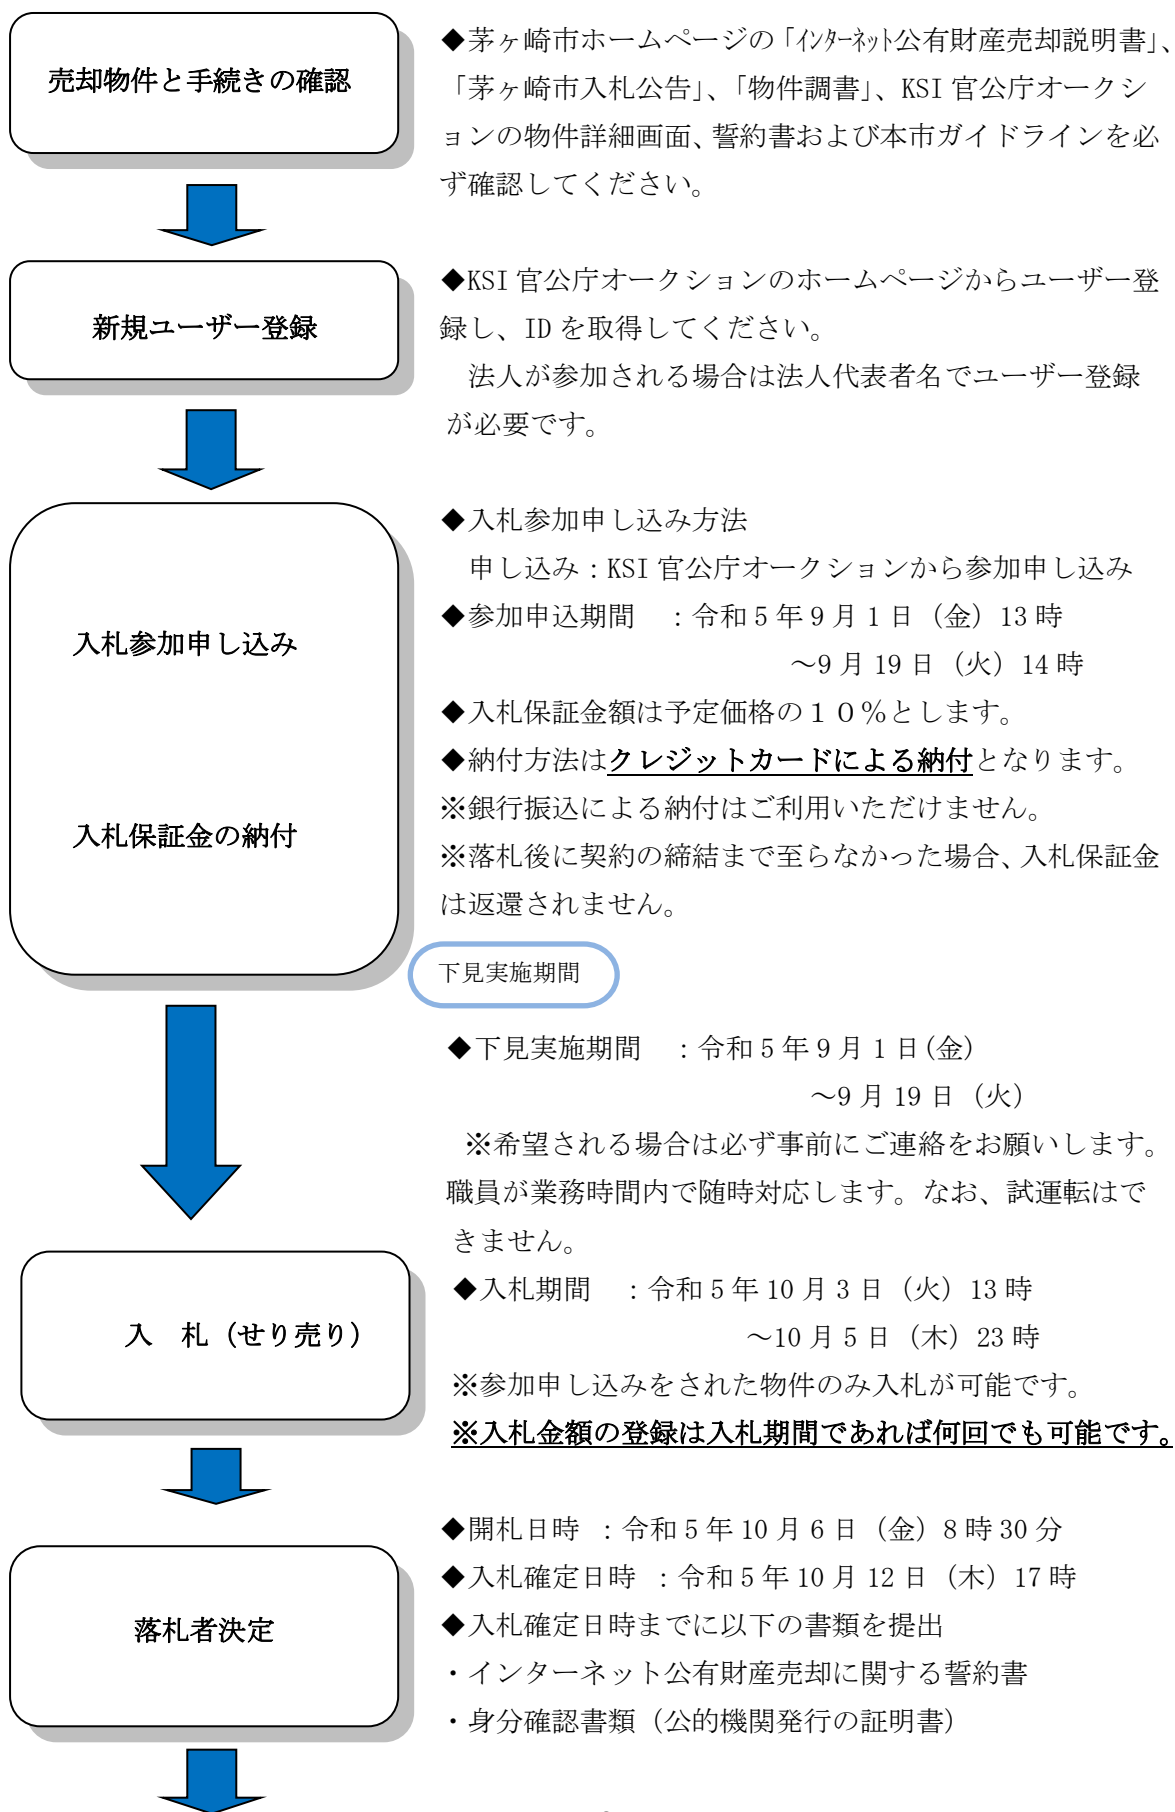 売却物件と手続きの確認
◆茅ヶ崎市ホームページの「ｲﾝﾀｰﾈｯﾄ公有財産売却説明書」、
「茅ヶ崎市入札公告」、「物件調書」、KSI 官公庁オークシ
ョンの物件詳細画面、誓約書および本市ガイドラインを必
ず確認してください。
新規ユーザー登録
◆KSI 官公庁オークションのホームページからユーザー登
録し、ID を取得してください。
法人が参加される場合は法人代表者名でユーザー登録
が必要です。
入札参加申し込み
入札保証金の納付
◆入札参加申し込み方法
申し込み：KSI 官公庁オークションから参加申し込み
◆参加申込期間　：令和 5 年 9 月 1 日（金）13 時
～9 月 19 日（火）14 時
◆入札保証金額は予定価格の１０％とします。
◆納付方法はクレジットカードによる納付となります。
※銀行振込による納付はご利用いただけません。
※落札後に契約の締結まで至らなかった場合、入札保証金
は返還されません。
下見実施期間
◆下見実施期間　：令和 5 年 9 月 1 日(金)
～9 月 19 日（火）
※希望される場合は必ず事前にご連絡をお願いします。
職員が業務時間内で随時対応します。なお、試運転はで
きません。
入　札（せり売り）
◆入札期間　：令和 5 年 10 月 3 日（火）13 時
～10 月 5 日（木）23 時
※参加申し込みをされた物件のみ入札が可能です。
※入札金額の登録は入札期間であれば何回でも可能です。
落札者決定
◆開札日時　：令和 5 年 10 月 6 日（金）8 時 30 分
◆入札確定日時　：令和 5 年 10 月 12 日（木）17 時
◆入札確定日時までに以下の書類を提出
・インターネット公有財産売却に関する誓約書
・身分確認書類（公的機関発行の証明書）